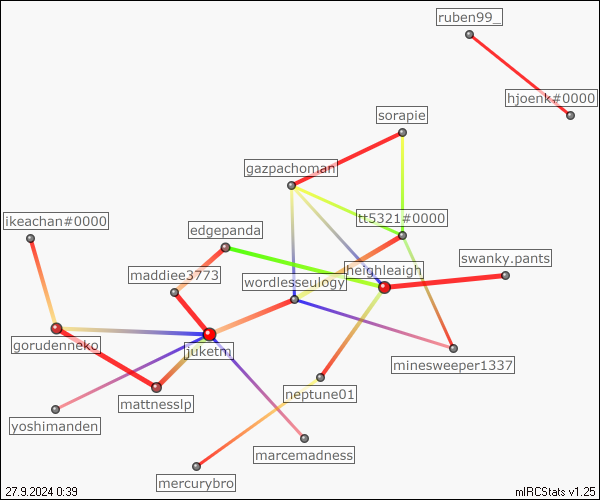 ruben99_
hjoenk#0000
sorapie
gazpachoman
ikeachan#0000
tt5321#0000
edgepanda
swanky.pants
heighleaigh
maddiee3773
wordlesseulogy
gorudenneko
juketm
minesweeper1337
neptune01
mattnesslp
yoshimanden
marcemadness
mercurybro
27.9.2024 0:39
mIRCStats v1.25